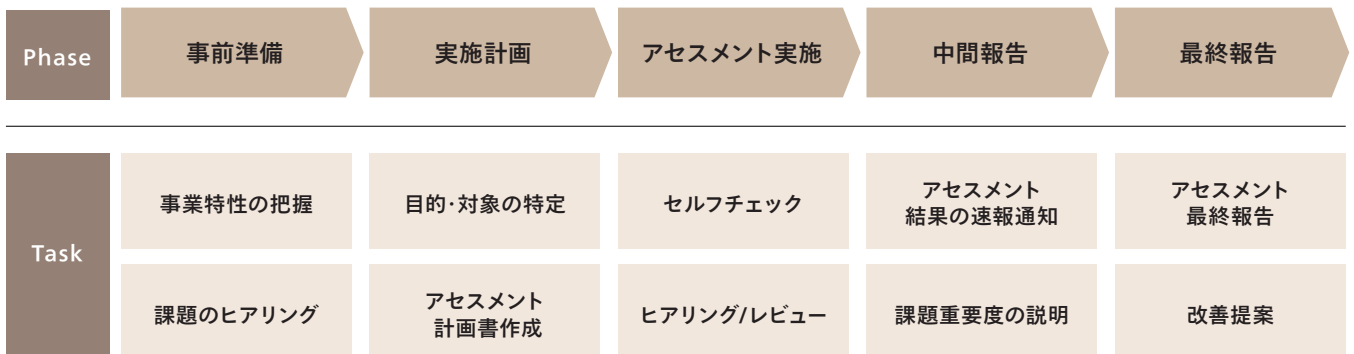 Phase
事前準備
実施計画
アセスメント実施
中間報告
最終報告
Task
事業特性の把握
目的・対象の特定
セルフチェック
アセスメント
結果の速報通知
アセスメント
最終報告
課題のヒアリング
アセスメント
計画書作成
ヒアリング/レビュー
課題重要度の説明
改善提案